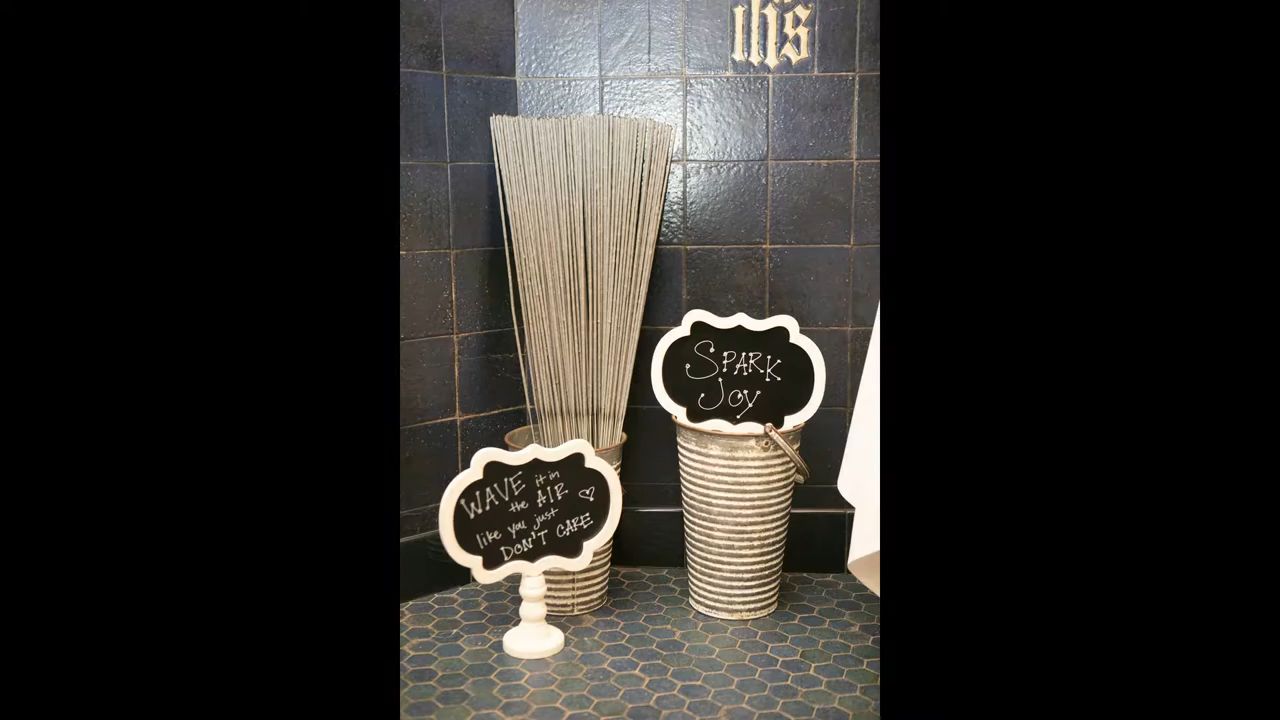 ihs
SPARK
JOY
WAVE it in
the AIR
like you just
DON'T CARE